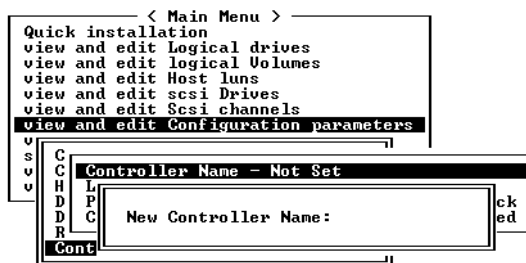 < Main Menu >
Quick installation
view and edit Logical drives
view and edit logical Volumes
view and edit Host luns
view and edit scsi Drives
view and edit Scsi channels
view and edit Configuration parameters
v
s C
v C Controller Name - Not Set
v H L
D P ck
D C New Controller Name: ed
R
Cont